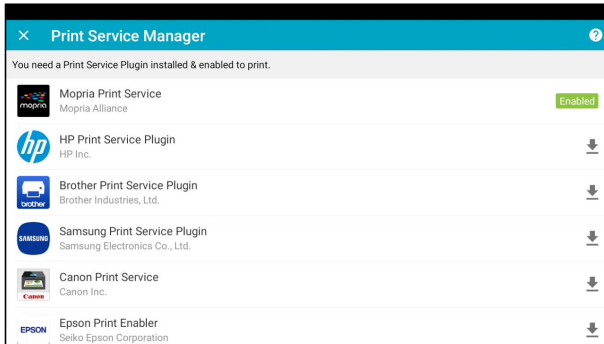 × Print Service Manager ?
You need a Print Service Plugin installed & enabled to print.
mopria
Mopria Print Service
Mopria Alliance
Enabled
hp
HP Print Service Plugin
HP Inc.
brother
Brother Print Service Plugin
Brother Industries, Ltd.
SAMSUNG
Samsung Print Service Plugin
Samsung Electronics Co., Ltd.
Canon
Canon Print Service
Canon Inc.
EPSON
Epson Print Enabler
Seiko Epson Corporation